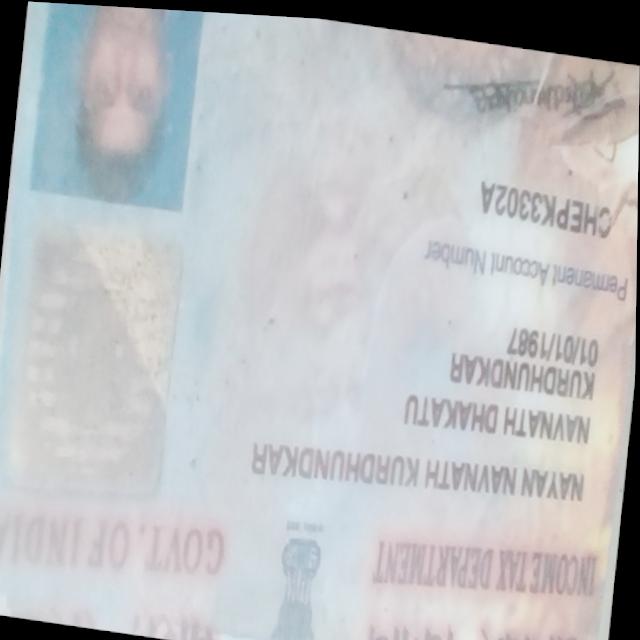 INCOME TAX DEPARTMENT
GOVT. OF INDIA
NAYAN NAVNATH KURDHUNDKAR
NAVNATH DHAKATU
KURDHUNDKAR
01/01/1987
Permanent Account Number
CHEPK3302A